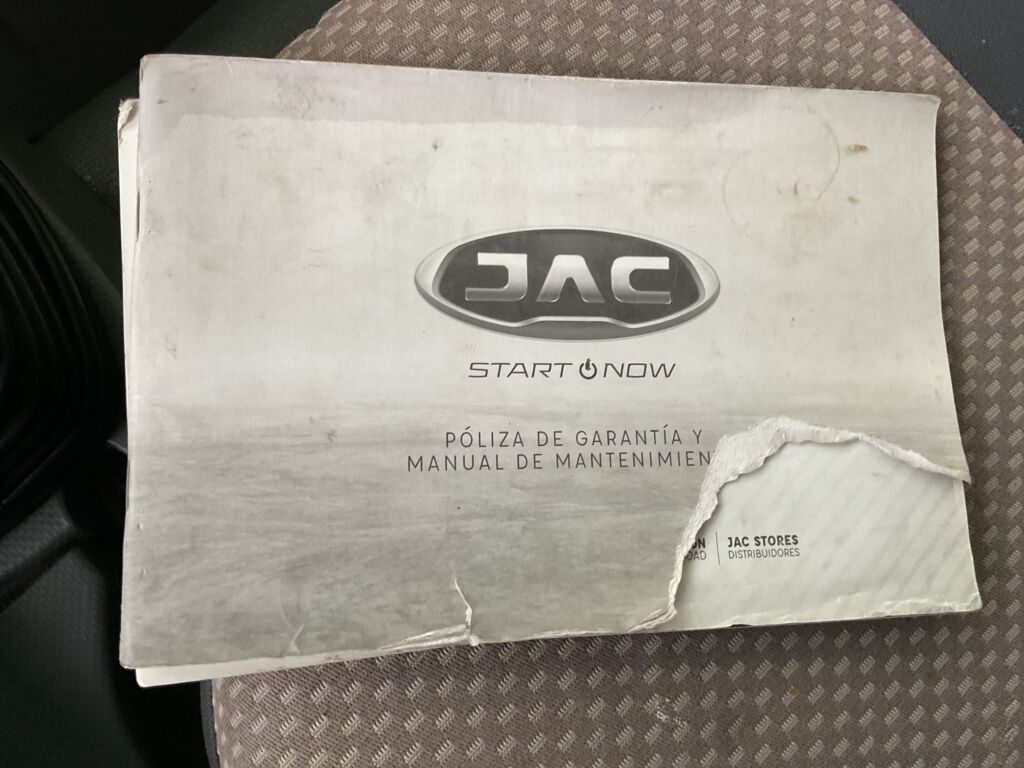 JAC
START NOW
PÓLIZA DE GARANTÍA Y
MANUAL DE MANTENIMIEN
JAC STORES
DISTRIBUIDORES